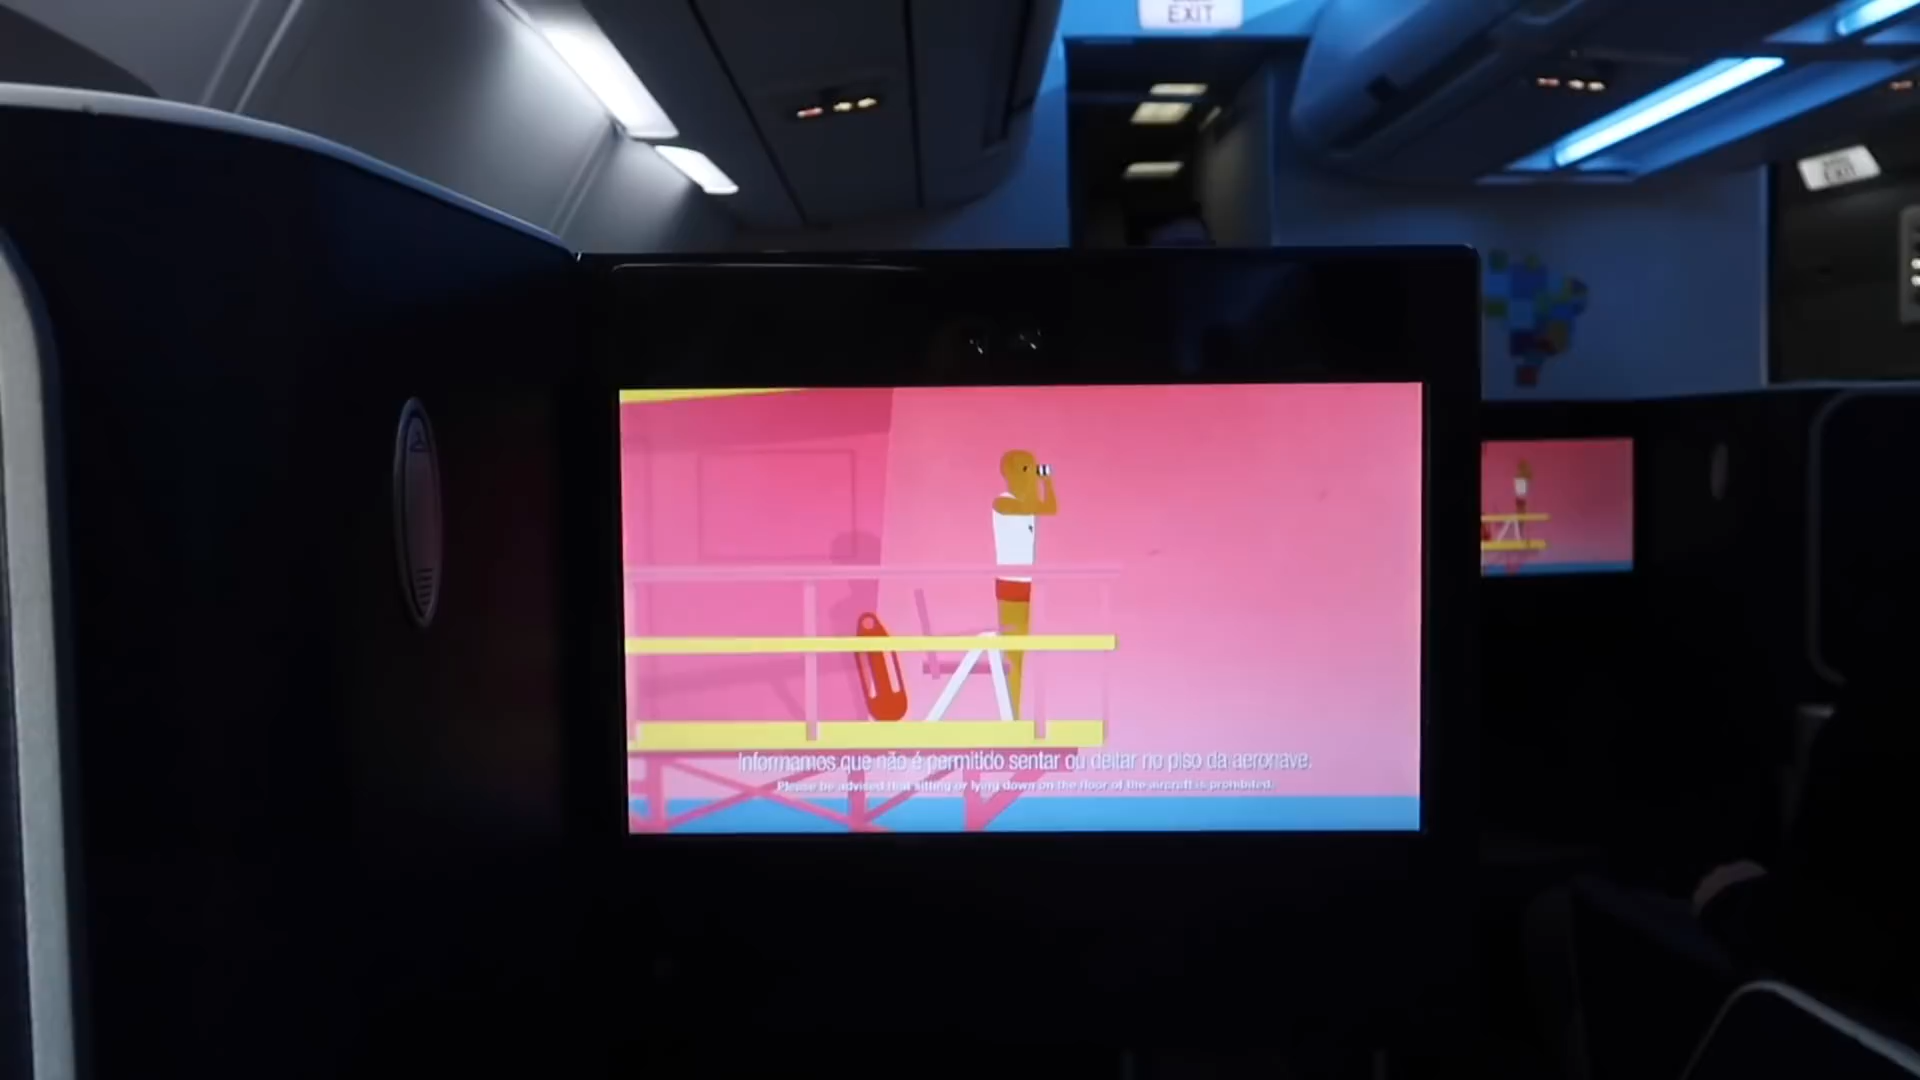 EXIT
EXIT
Informamos que não é permitido sentar ou deitar no piso da aeronave.
Please be advised that sitting or lying down on the floor of the aircraft is prohibited.